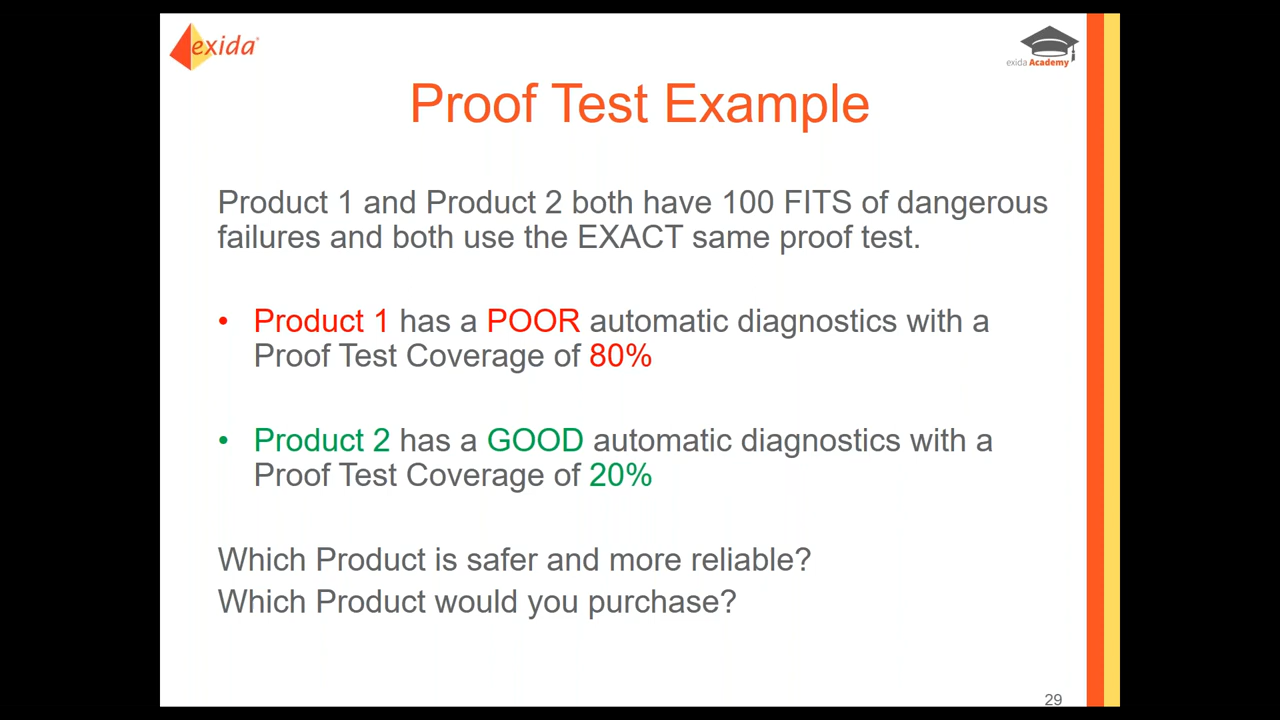 exida
exida Academy
Proof Test Example
Product 1 and Product 2 both have 100 FITS of dangerous
failures and both use the EXACT same proof test.
• Product 1 has a POOR automatic diagnostics with a
Proof Test Coverage of 80%
• Product 2 has a GOOD automatic diagnostics with a
Proof Test Coverage of 20%
Which Product is safer and more reliable?
Which Product would you purchase?
29